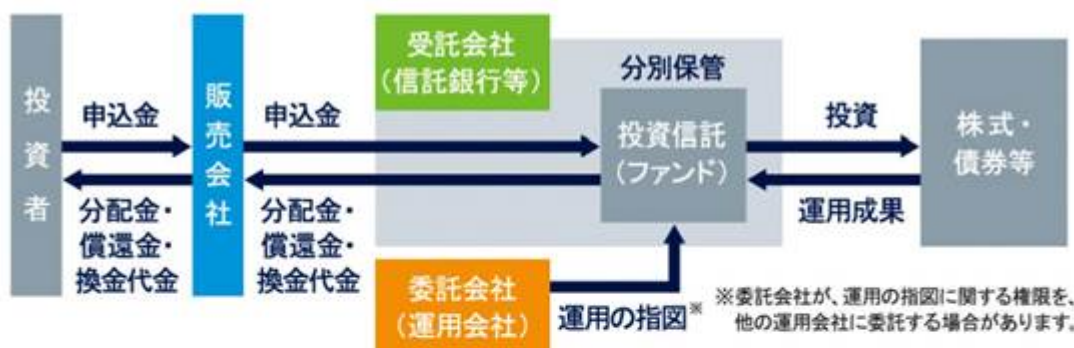 投資者
申込金
分配金・
償還金・
換金代金
販売会社
申込金
分配金・
償還金・
換金代金
受託会社
(信託銀行等)
分別保管
投資信託
(ファンド)
委託会社
(運用会社)
運用の指図※
投資
運用成果
株式・
債券等
※委託会社が、運用の指図に関する権限を、
他の運用会社に委託する場合があります。